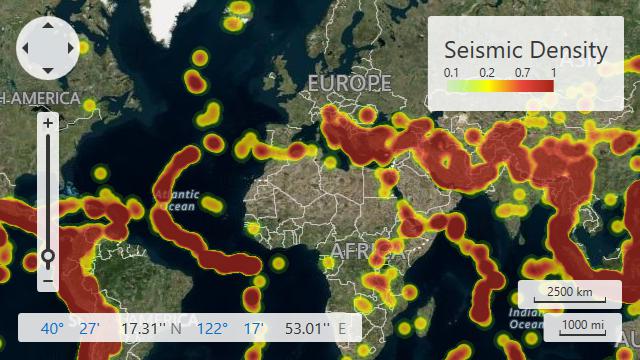 EUROPE
Seismic Density
0.1 0.2 0.7 1
H-AMERICA
+
Atlantic
Ocean
AFRICA
−
2500 km
Indian
Ocean
1000 mi
40° 27' 17.31'' N 122° 17' 53.01'' E
AU